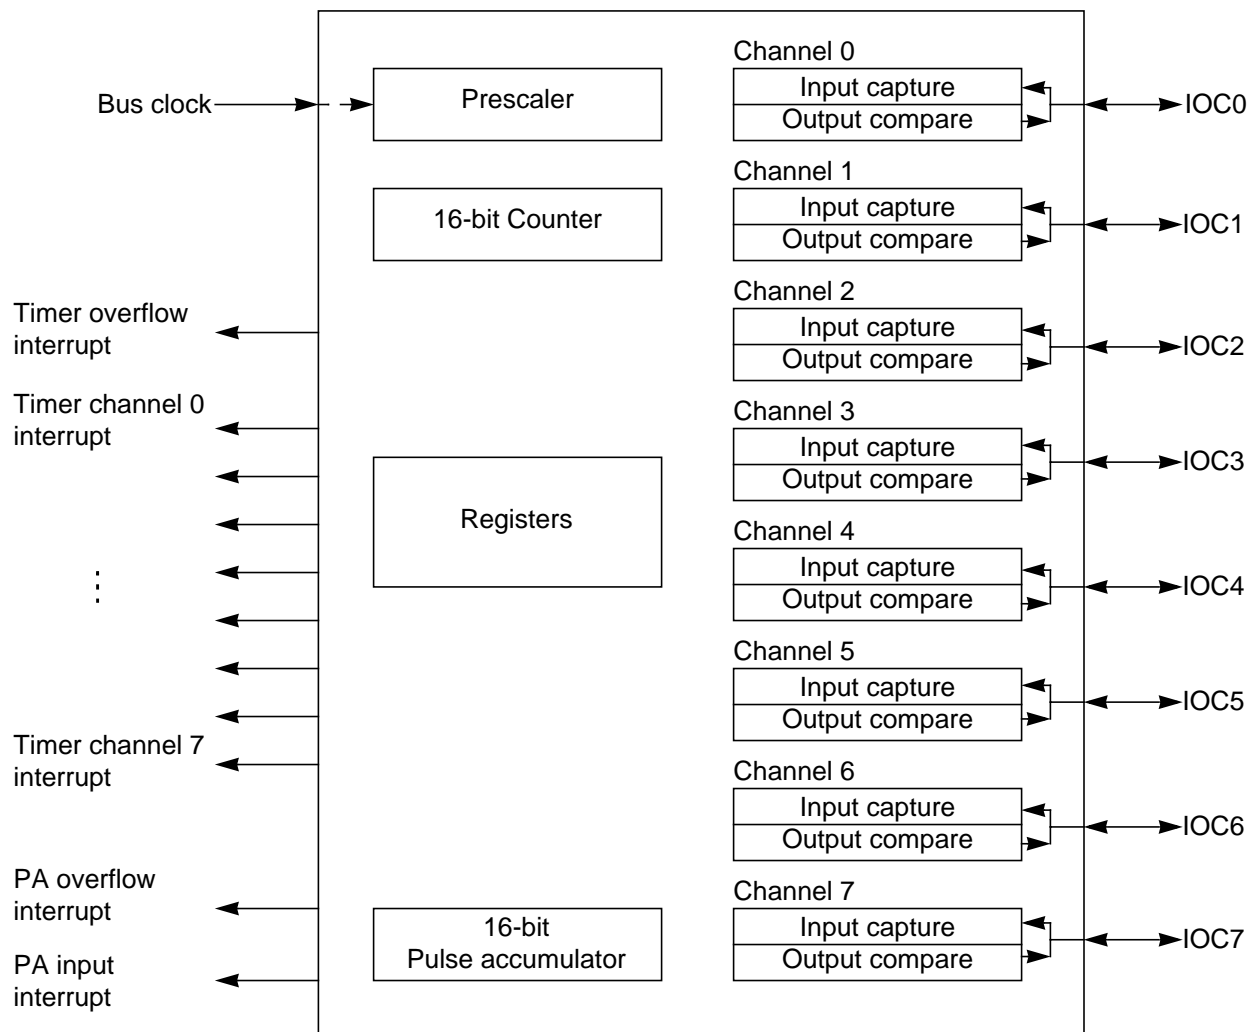 Bus clock
Timer overflow
interrupt
Timer channel 0
interrupt
⋮
Timer channel 7
interrupt
PA overflow
interrupt
PA input
interrupt
Prescaler
16-bit Counter
Registers
16-bit
Pulse accumulator
Channel 0
Input capture
Output compare
IOC0
Channel 1
Input capture
Output compare
IOC1
Channel 2
Input capture
Output compare
IOC2
Channel 3
Input capture
Output compare
IOC3
Channel 4
Input capture
Output compare
IOC4
Channel 5
Input capture
Output compare
IOC5
Channel 6
Input capture
Output compare
IOC6
Channel 7
Input capture
Output compare
IOC7